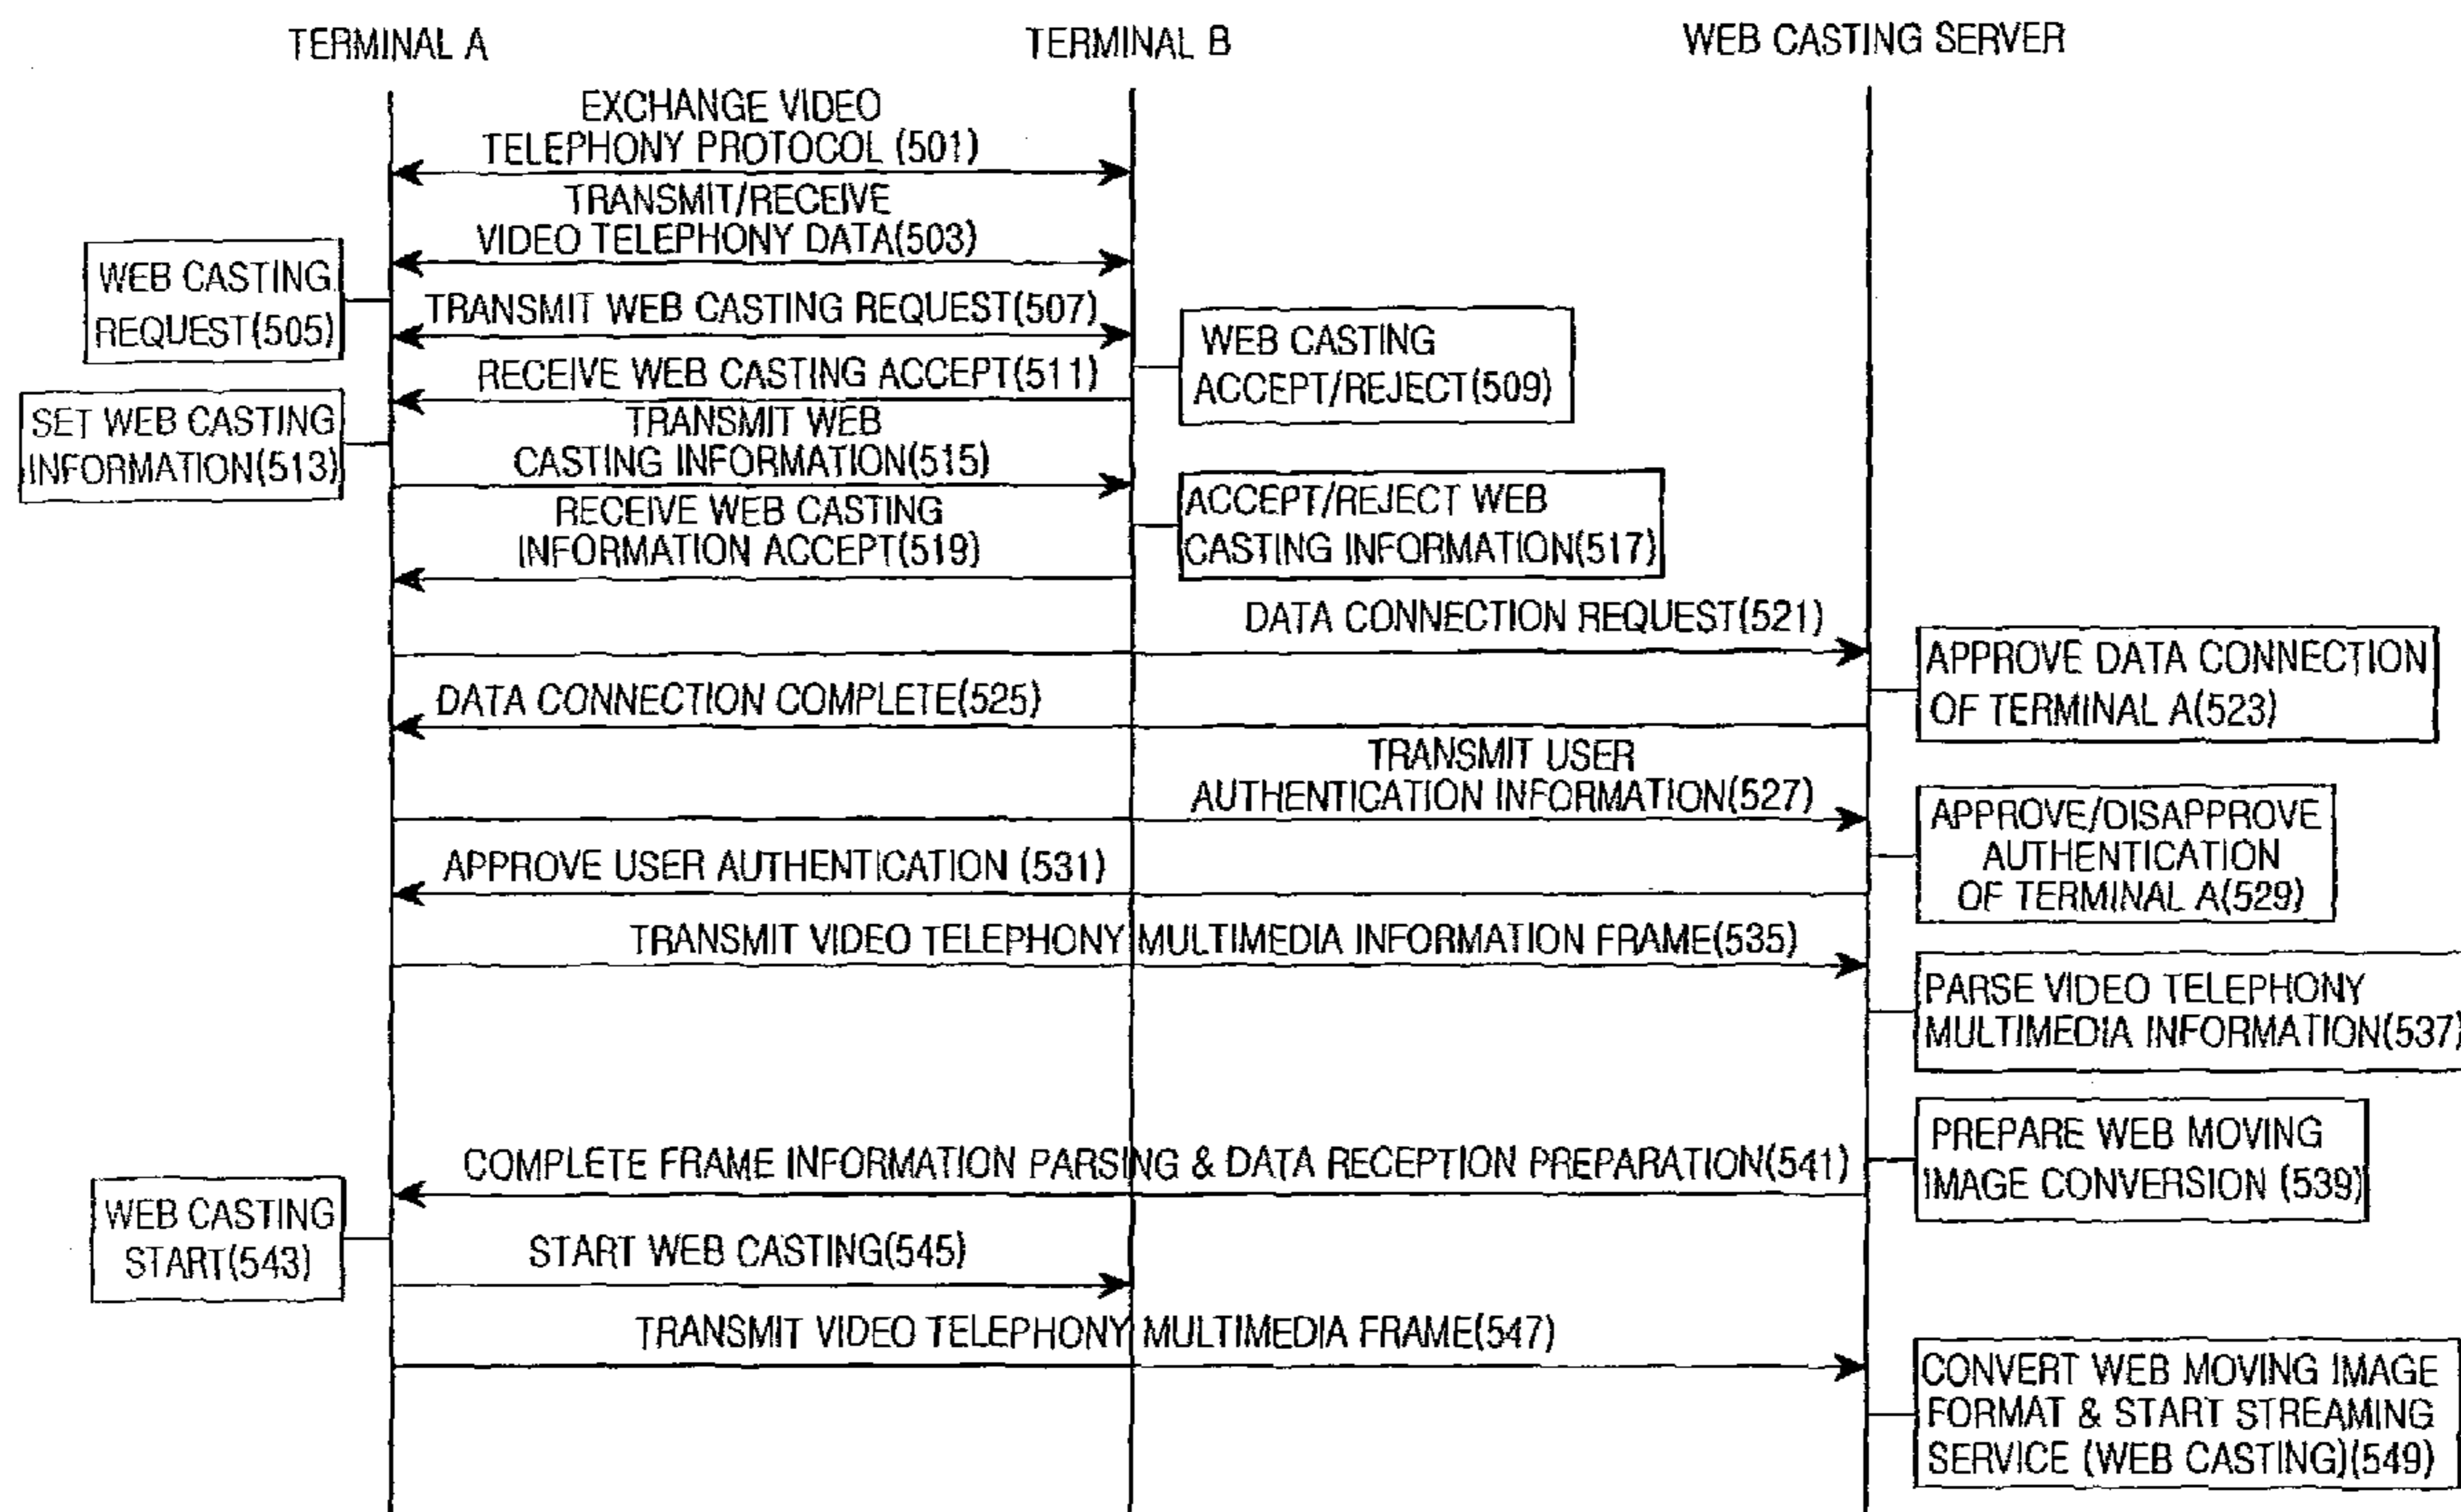 TERMINAL A
TERMINAL B
WEB CASTING SERVER
EXCHANGE VIDEO
TELEPHONY PROTOCOL (501)
TRANSMIT/RECEIVE
VIDEO TELEPHONY DATA(503)
WEB CASTING
REQUEST(505)
TRANSMIT WEB CASTING REQUEST(507)
WEB CASTING
ACCEPT/REJECT(509)
RECEIVE WEB CASTING ACCEPT(511)
SET WEB CASTING
INFORMATION(513)
TRANSMIT WEB
CASTING INFORMATION(515)
ACCEPT/REJECT WEB
CASTING INFORMATION(517)
RECEIVE WEB CASTING
INFORMATION ACCEPT(519)
DATA CONNECTION REQUEST(521)
APPROVE DATA CONNECTION
OF TERMINAL A(523)
DATA CONNECTION COMPLETE(525)
TRANSMIT USER
AUTHENTICATION INFORMATION(527)
APPROVE/DISAPPROVE
AUTHENTICATION
OF TERMINAL A(529)
APPROVE USER AUTHENTICATION (531)
TRANSMIT VIDEO TELEPHONY MULTIMEDIA INFORMATION FRAME(535)
PARSE VIDEO TELEPHONY
MULTIMEDIA INFORMATION(537)
PREPARE WEB MOVING
IMAGE CONVERSION (539)
COMPLETE FRAME INFORMATION PARSING & DATA RECEPTION PREPARATION(541)
WEB CASTING
START(543)
START WEB CASTING(545)
TRANSMIT VIDEO TELEPHONY MULTIMEDIA FRAME(547)
CONVERT WEB MOVING IMAGE
FORMAT & START STREAMING
SERVICE (WEB CASTING)(549)